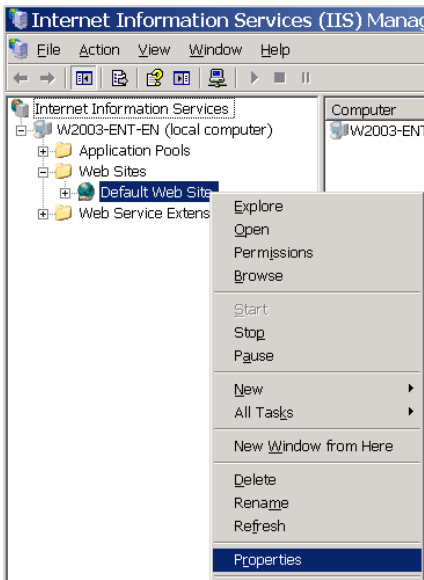 Internet Information Services (IIS) Manag
File Action View Window Help
Internet Information Services
Computer
W2003-ENT-EN (local computer)
W2003-ENT
Application Pools
Web Sites
Default Web Site
Web Service Extens
Explore
Open
Permissions
Browse
Start
Stop
Pause
New
All Tasks
New Window from Here
Delete
Rename
Refresh
Properties